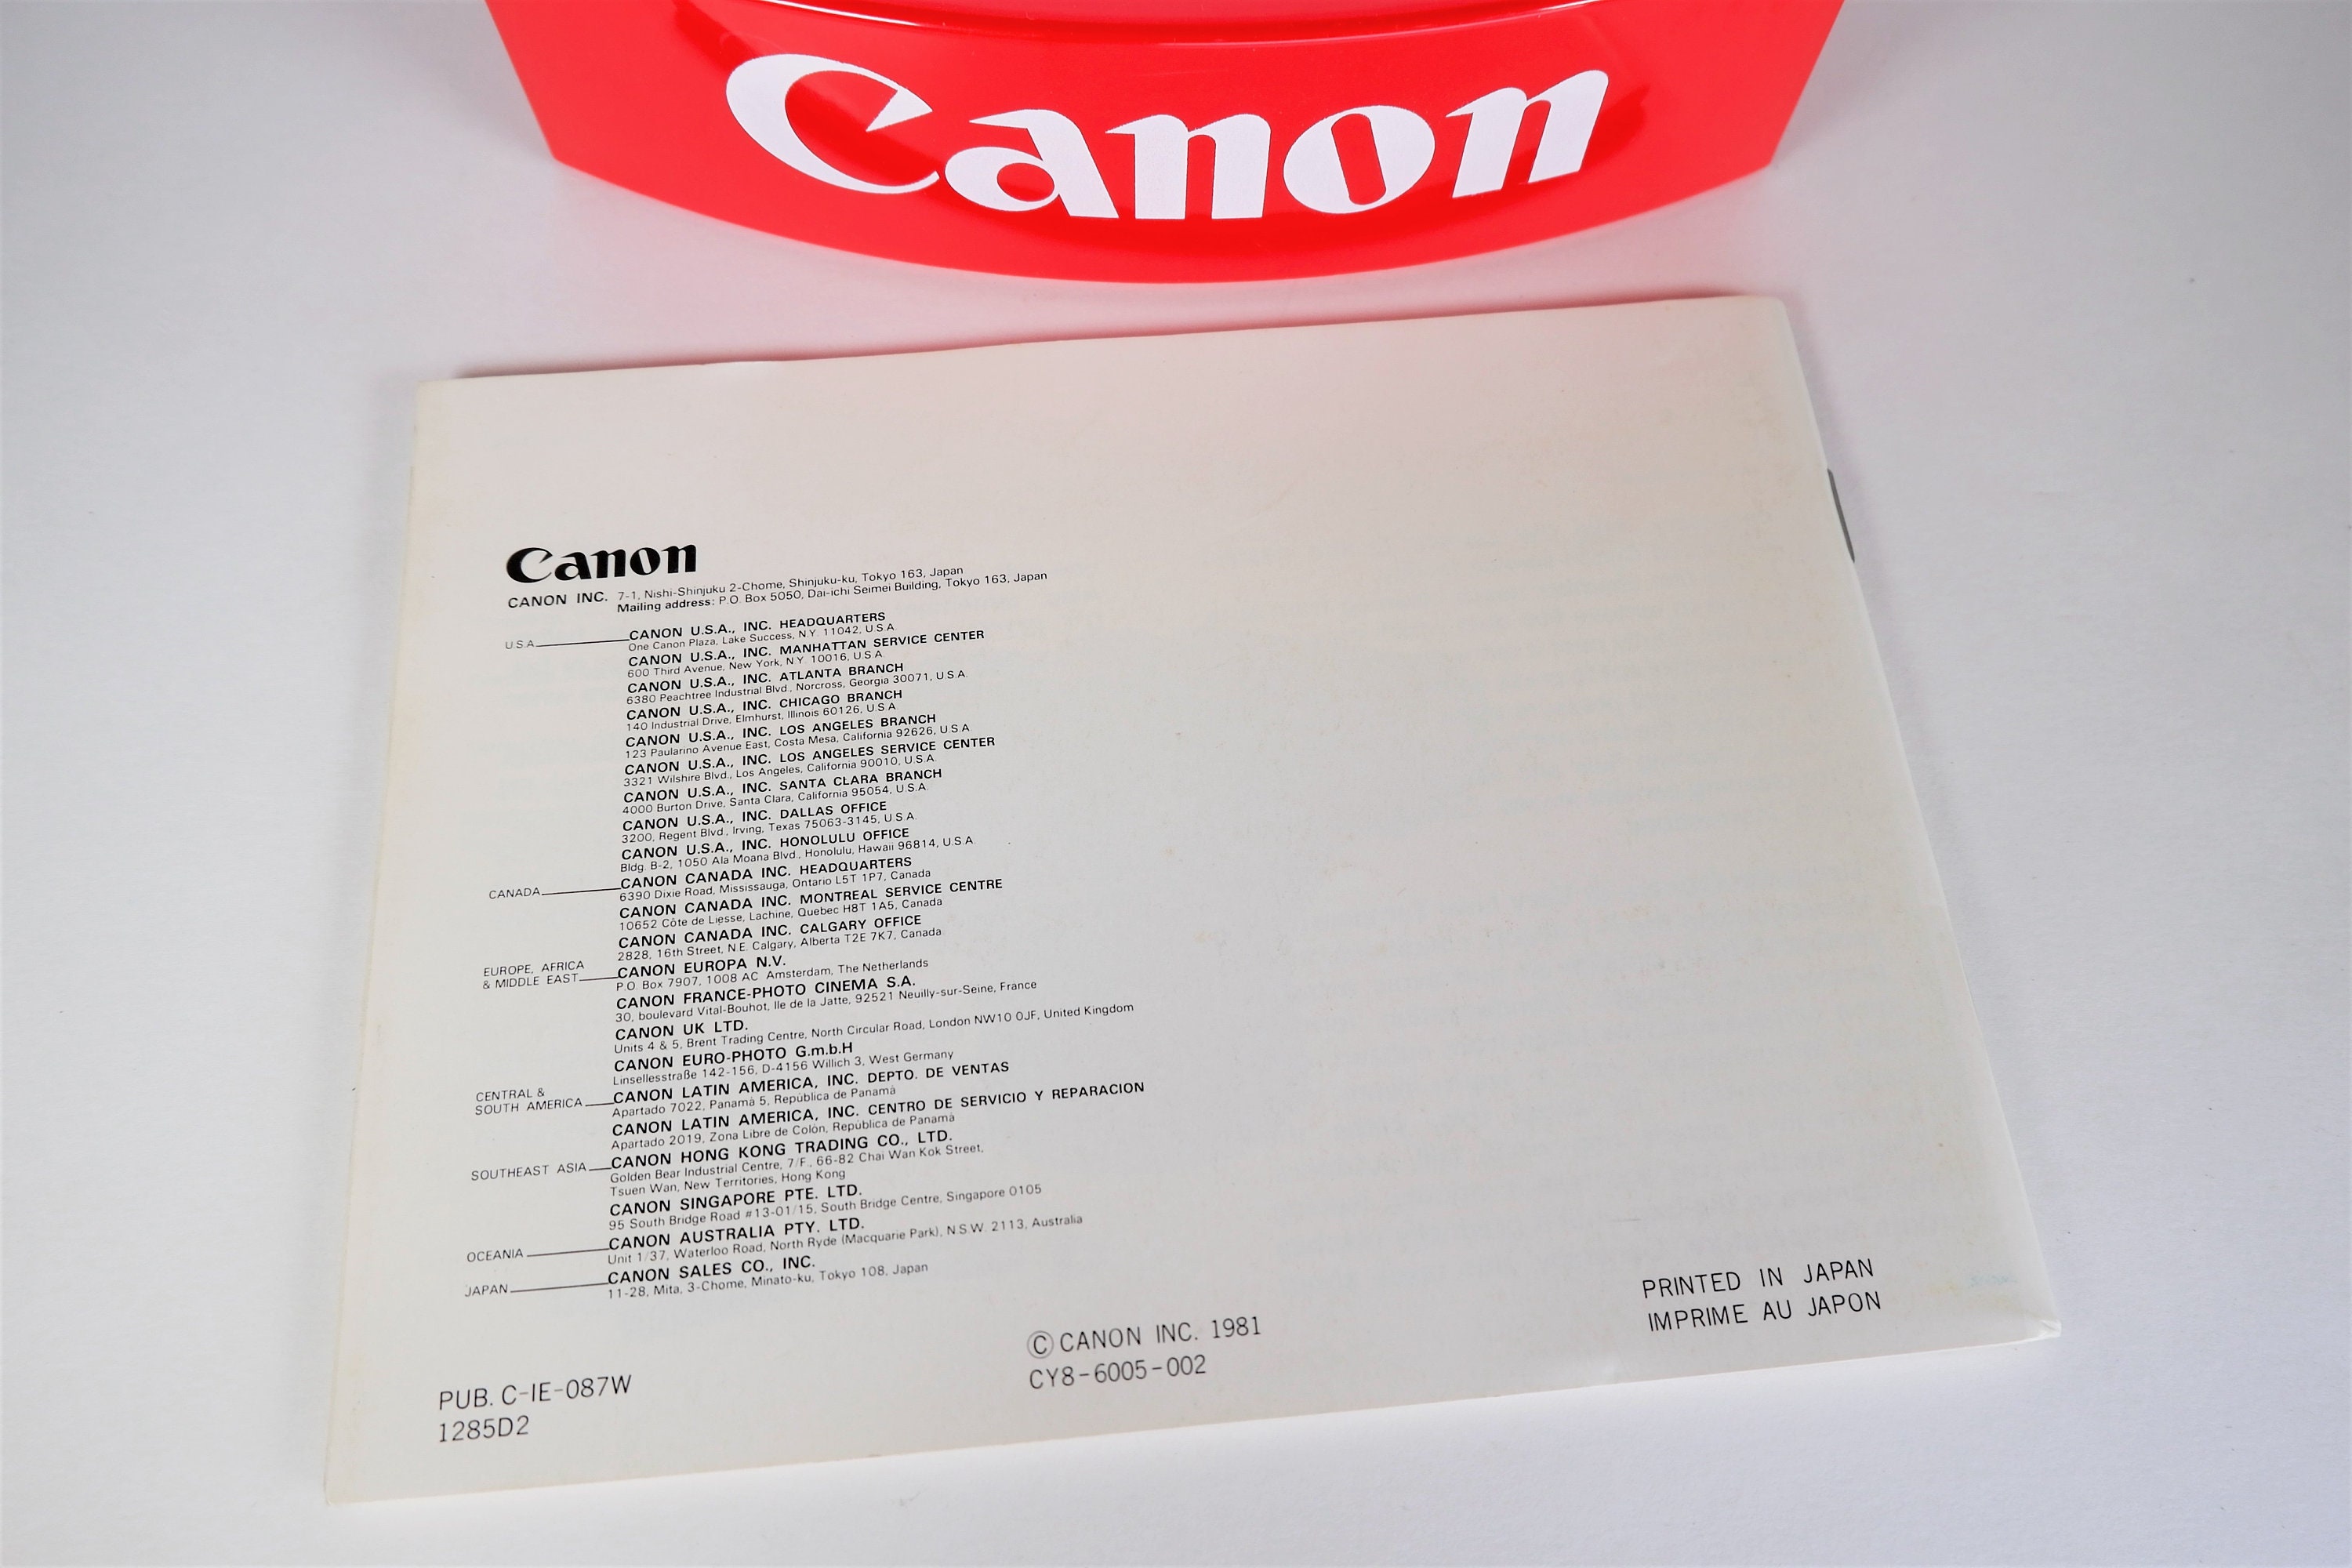 Canon
Canon
CANON INC. 7-1, Nishi-Shinjuku 2-Chome, Shinjuku-ku, Tokyo 163, Japan
Mailing address: P.O. Box 5050, Dai-ichi Seimei Building, Tokyo 163, Japan
U.S.A. CANON U.S.A., INC. HEADQUARTERS
One Canon Plaza, Lake Success, N.Y. 11042, U.S.A.
CANON U.S.A., INC. MANHATTAN SERVICE CENTER
600 Third Avenue, New York, N.Y. 10016, U.S.A.
CANON U.S.A., INC. ATLANTA BRANCH
6380 Peachtree Industrial Blvd., Norcross, Georgia 30071, U.S.A.
CANON U.S.A., INC. CHICAGO BRANCH
140 Industrial Drive, Elmhurst, Illinois 60126, U.S.A.
CANON U.S.A., INC. LOS ANGELES BRANCH
123 Paularino Avenue East, Costa Mesa, California 92626, U.S.A.
CANON U.S.A., INC. LOS ANGELES SERVICE CENTER
3321 Wilshire Blvd., Los Angeles, California 90010, U.S.A.
CANON U.S.A., INC. SANTA CLARA BRANCH
4000 Burton Drive, Santa Clara, California 95054, U.S.A.
CANON U.S.A., INC. DALLAS OFFICE
3200, Regent Blvd., Irving, Texas 75063-3145, U.S.A.
CANON U.S.A., INC. HONOLULU OFFICE
Bldg. B-2, 1050 Ala Moana Blvd., Honolulu, Hawaii 96814, U.S.A.
CANADA CANON CANADA INC. HEADQUARTERS
6390 Dixie Road, Mississauga, Ontario L5T 1P7, Canada
CANON CANADA INC. MONTREAL SERVICE CENTRE
10652 Côte de Liesse, Lachine, Quebec H8T 1A5, Canada
CANON CANADA INC. CALGARY OFFICE
2828, 16th Street, N.E. Calgary, Alberta T2E 7K7, Canada
EUROPE, AFRICA
& MIDDLE EAST CANON EUROPA N.V.
P.O. Box 7907, 1008 AC Amsterdam, The Netherlands
CANON FRANCE-PHOTO CINEMA S.A.
30, boulevard Vital-Bouhot, Ile de la Jatte, 92521 Neuilly-sur-Seine, France
CANON UK LTD.
Units 4 & 5, Brent Trading Centre, North Circular Road, London NW10 0JF, United Kingdom
CANON EURO-PHOTO G.m.b.H
Linsellesstraße 142-156, D-4156 Willich 3, West Germany
CENTRAL &
SOUTH AMERICA CANON LATIN AMERICA, INC. DEPTO. DE VENTAS
Apartado 7022, Panamá 5, República de Panamá
CANON LATIN AMERICA, INC. CENTRO DE SERVICIO Y REPARACION
Apartado 2019, Zona Libre de Colón, República de Panamá
SOUTHEAST ASIA CANON HONG KONG TRADING CO., LTD.
Golden Bear Industrial Centre, 7/F., 66-82 Chai Wan Kok Street,
Tsuen Wan, New Territories, Hong Kong
CANON SINGAPORE PTE. LTD.
95 South Bridge Road #13-01/15, South Bridge Centre, Singapore 0105
OCEANIA CANON AUSTRALIA PTY. LTD.
Unit 1/37, Waterloo Road, North Ryde (Macquarie Park), N.S.W. 2113, Australia
JAPAN CANON SALES CO., INC.
11-28, Mita, 3-Chome, Minato-ku, Tokyo 108, Japan
PUB. C-IE-087W
1285D2
© CANON INC. 1981
CY8-6005-002
PRINTED IN JAPAN
IMPRIME AU JAPON